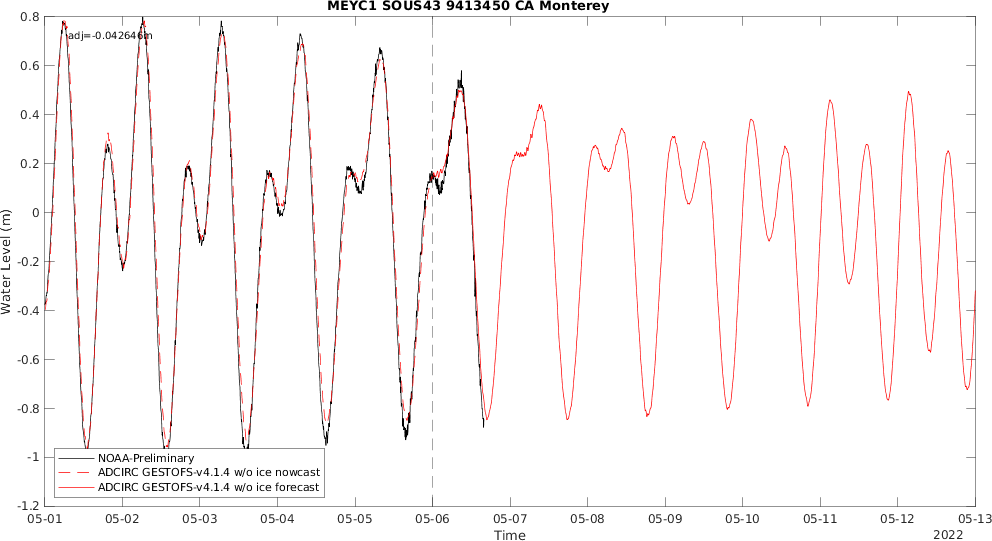 MEYC1 SOUS43 9413450 CA Monterey
adj=-0.042646m
Water Level (m)
0.8
0.6
0.4
0.2
0
-0.2
-0.4
-0.6
-0.8
-1
-1.2
NOAA-Preliminary
ADCIRC GESTOFS-v4.1.4 w/o ice nowcast
ADCIRC GESTOFS-v4.1.4 w/o ice forecast
05-01 05-02 05-03 05-04 05-05 05-06 05-07 05-08 05-09 05-10 05-11 05-12 05-13
Time
2022